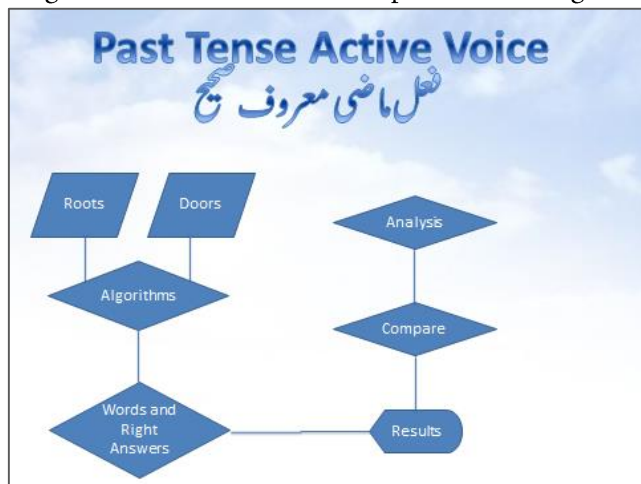 Past Tense Active Voice
فعل ماضی معروف صحیح
Roots
Doors
Analysis
Algorithms
Compare
Words and
Right
Answers
Results